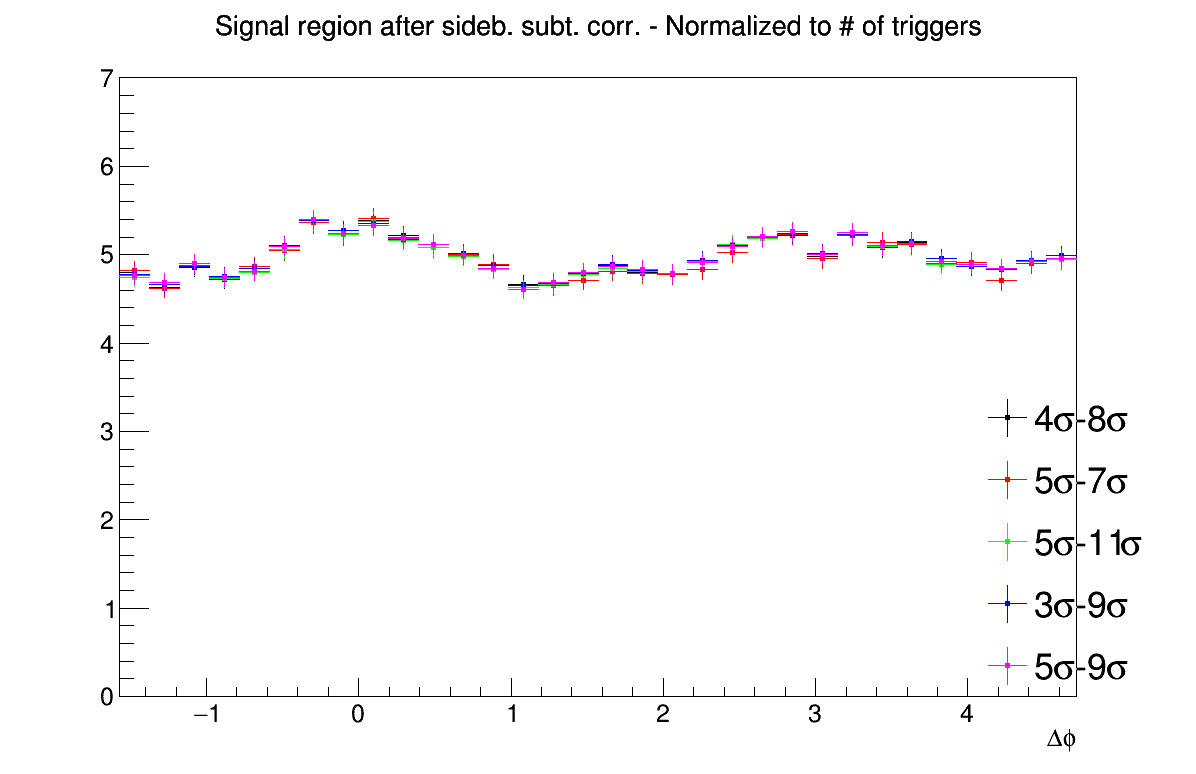 Signal region after sideb. subt. corr. - Normalized to # of triggers
7
6
5
4
3
2
1
0
4σ-8σ
5σ-7σ
5σ-11σ
3σ-9σ
5σ-9σ
−1 0 1 2 3 4
Δϕ